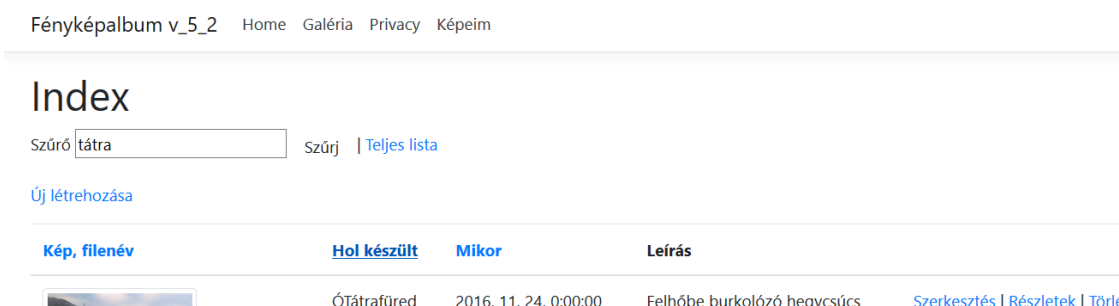 Fényképalbum v_5_2 Home Galéria Privacy Képeim
Index
Szűrő tátra Szűrj | Teljes lista
Új létrehozása
Kép, filenév Hol készült Mikor Leírás
ÓTátrafüred 2016. 11. 24. 0:00:00 Felhőbe burkolózó hegycsúcs Szerkesztés | Részletek |